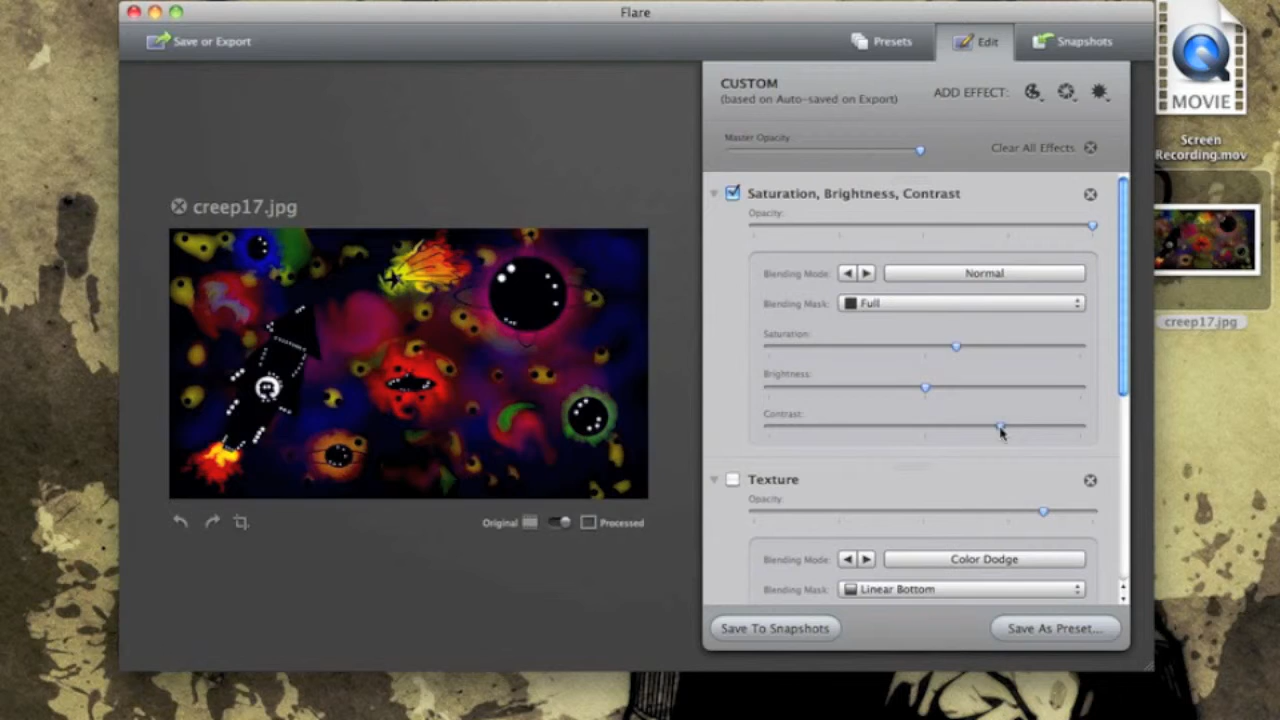 Flare
Save or Export
Presets
Edit
Snapshots
MOVIE
Screen
Recording.mov
creep17.jpg
CUSTOM
(based on Auto-saved on Export)
ADD EFFECT:
Master Opacity
Clear All Effects
Saturation, Brightness, Contrast
Opacity:
Blending Mode:
Normal
Blending Mask:
Full
Saturation:
Brightness:
Contrast:
Texture
Opacity:
Blending Mode:
Color Dodge
Blending Mask:
Linear Bottom
Save To Snapshots
Save As Preset...
creep17.jpg
Original
Processed